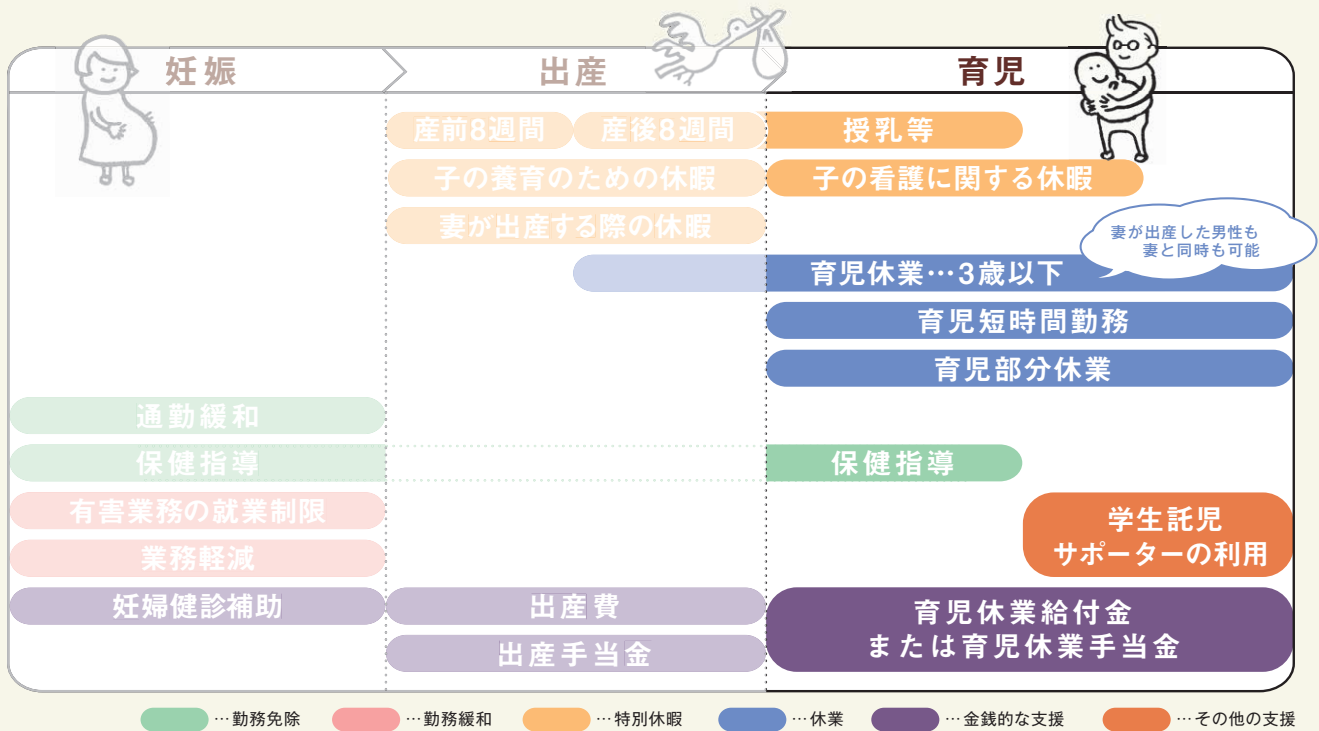 妊娠
出産
育児
産前8週間
産後8週間
授乳等
子の養育のための休暇
子の看護に関する休暇
妻が出産する際の休暇
妻が出産した男性も
妻と同時も可能
育児休業…3歳以下
育児短時間勤務
育児部分休業
通勤緩和
保健指導
保健指導
有害業務の就業制限
学生託児
サポーターの利用
業務軽減
妊婦健診補助
出産費
育児休業給付金
または育児休業手当金
出産手当金
…勤務免除
…勤務緩和
…特別休暇
…休業
…金銭的な支援
…その他の支援